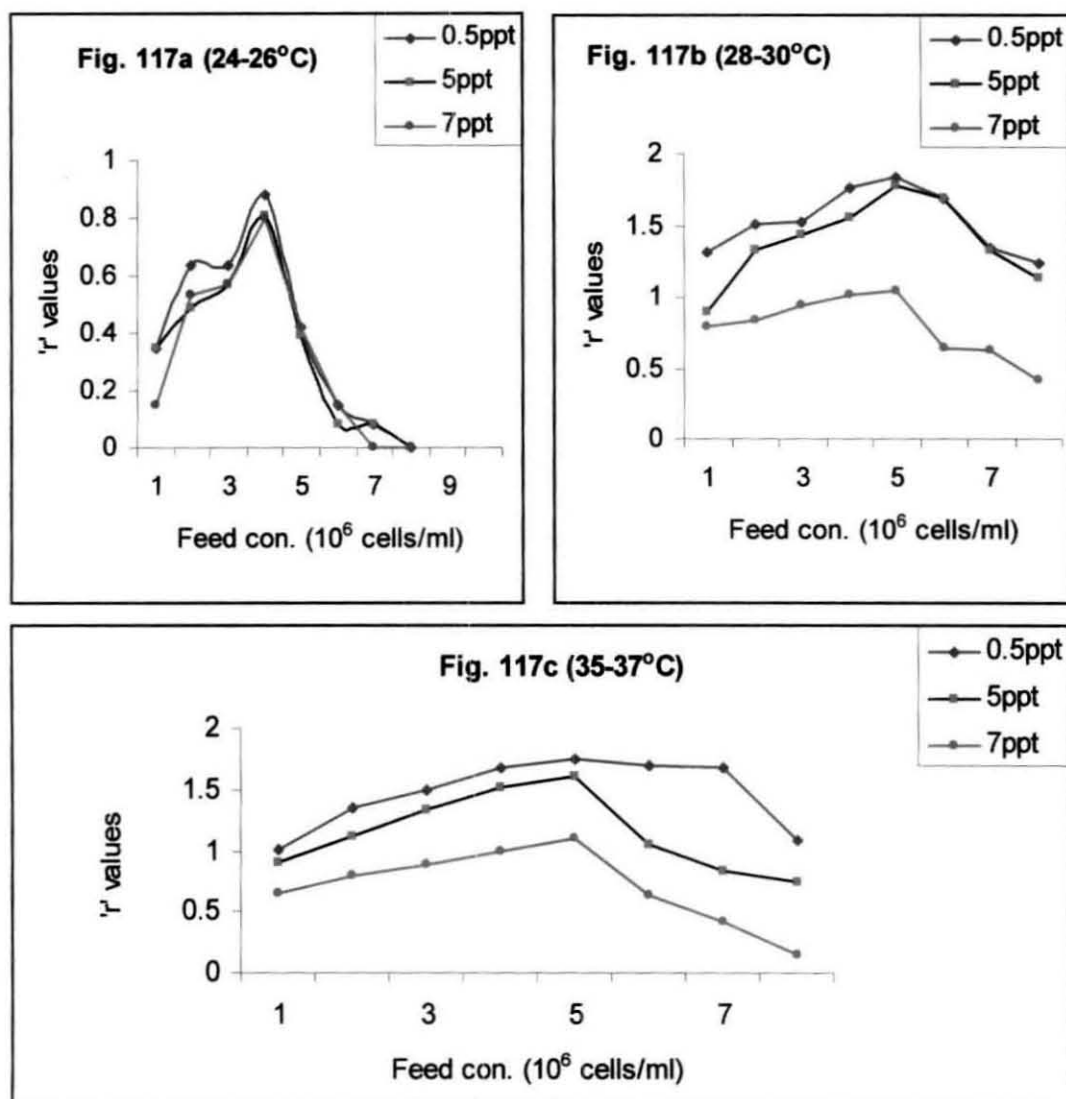 Fig. 117a (24-26°C)
0.5ppt
5ppt
7ppt
1
0.8
0.6
0.4
0.2
0
'r' values
1 3 5 7 9
Feed con. (10⁶ cells/ml)
Fig. 117b (28-30°C)
0.5ppt
5ppt
7ppt
2
1.5
1
0.5
0
'r' values
1 3 5 7
Feed con. (10⁶ cells/ml)
Fig. 117c (35-37°C)
0.5ppt
5ppt
7ppt
2
1.5
1
0.5
0
'r' values
1 3 5 7
Feed con. (10⁶ cells/ml)